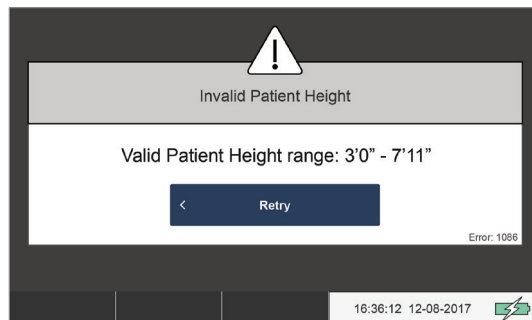 Invalid Patient Height
Valid Patient Height range: 3’0” - 7’11”
< Retry
Error: 1086
16:36:12 12-08-2017